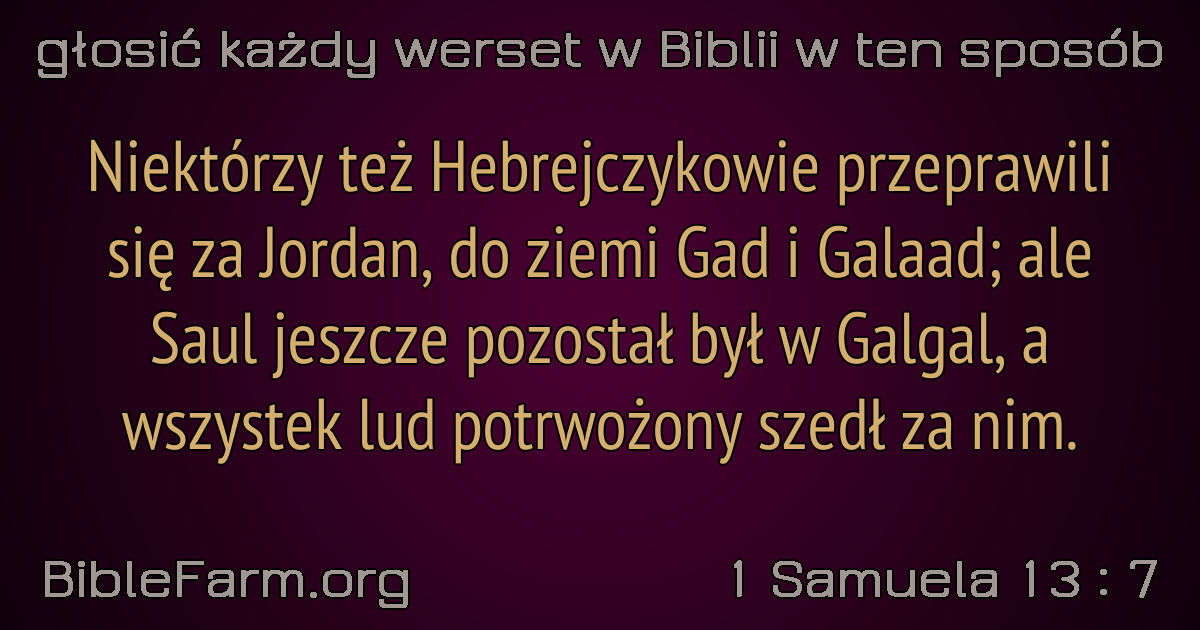 głosić każdy werset w Biblii w ten sposób
Niektórzy też Hebrejczykowie przeprawili
się za Jordan, do ziemi Gad i Galaad; ale
Saul jeszcze pozostał był w Galgal, a
wszystek lud potrwożony szedł za nim.
BibleFarm.org
1 Samuela 13 : 7